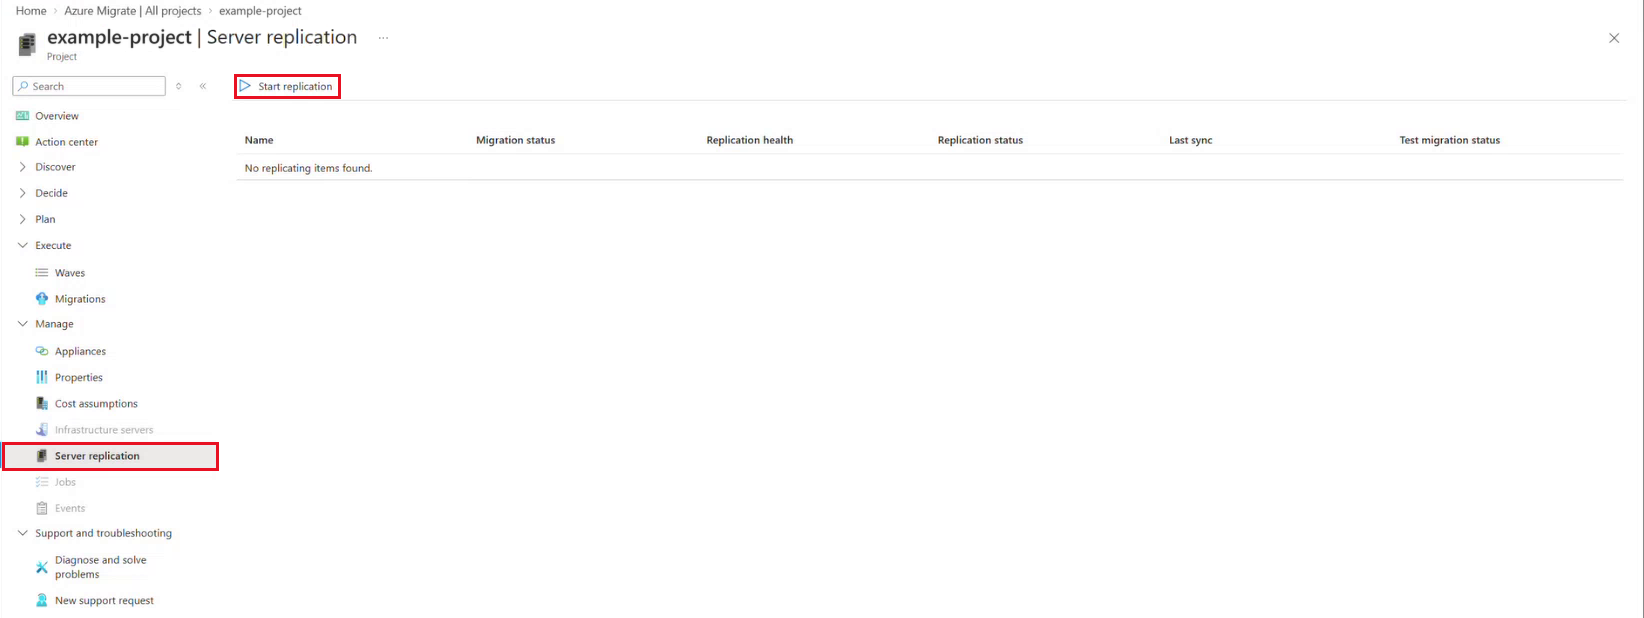 Home > Azure Migrate | All projects > example-project
example-project | Server replication ...
Project
Search
Start replication
Overview
Action center
Discover
Decide
Plan
Execute
Waves
Migrations
Manage
Appliances
Properties
Cost assumptions
Infrastructure servers
Server replication
Jobs
Events
Support and troubleshooting
Diagnose and solve
problems
New support request
Name Migration status Replication health Replication status Last sync Test migration status
No replicating items found.